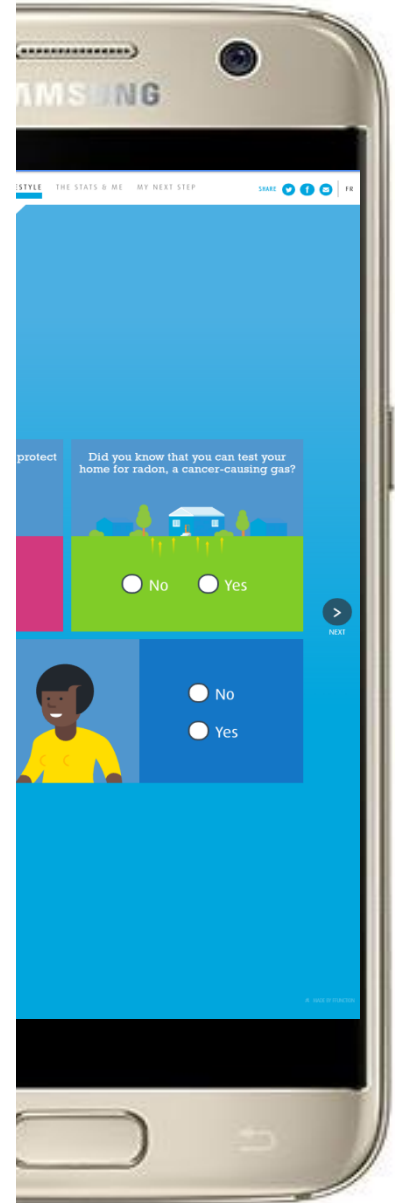 SAMSUNG
ESTYLE THE STATS & ME MY NEXT STEP SHARE FR
protect
Did you know that you can test your
home for radon, a cancer-causing gas?
No Yes
NEXT
No
Yes